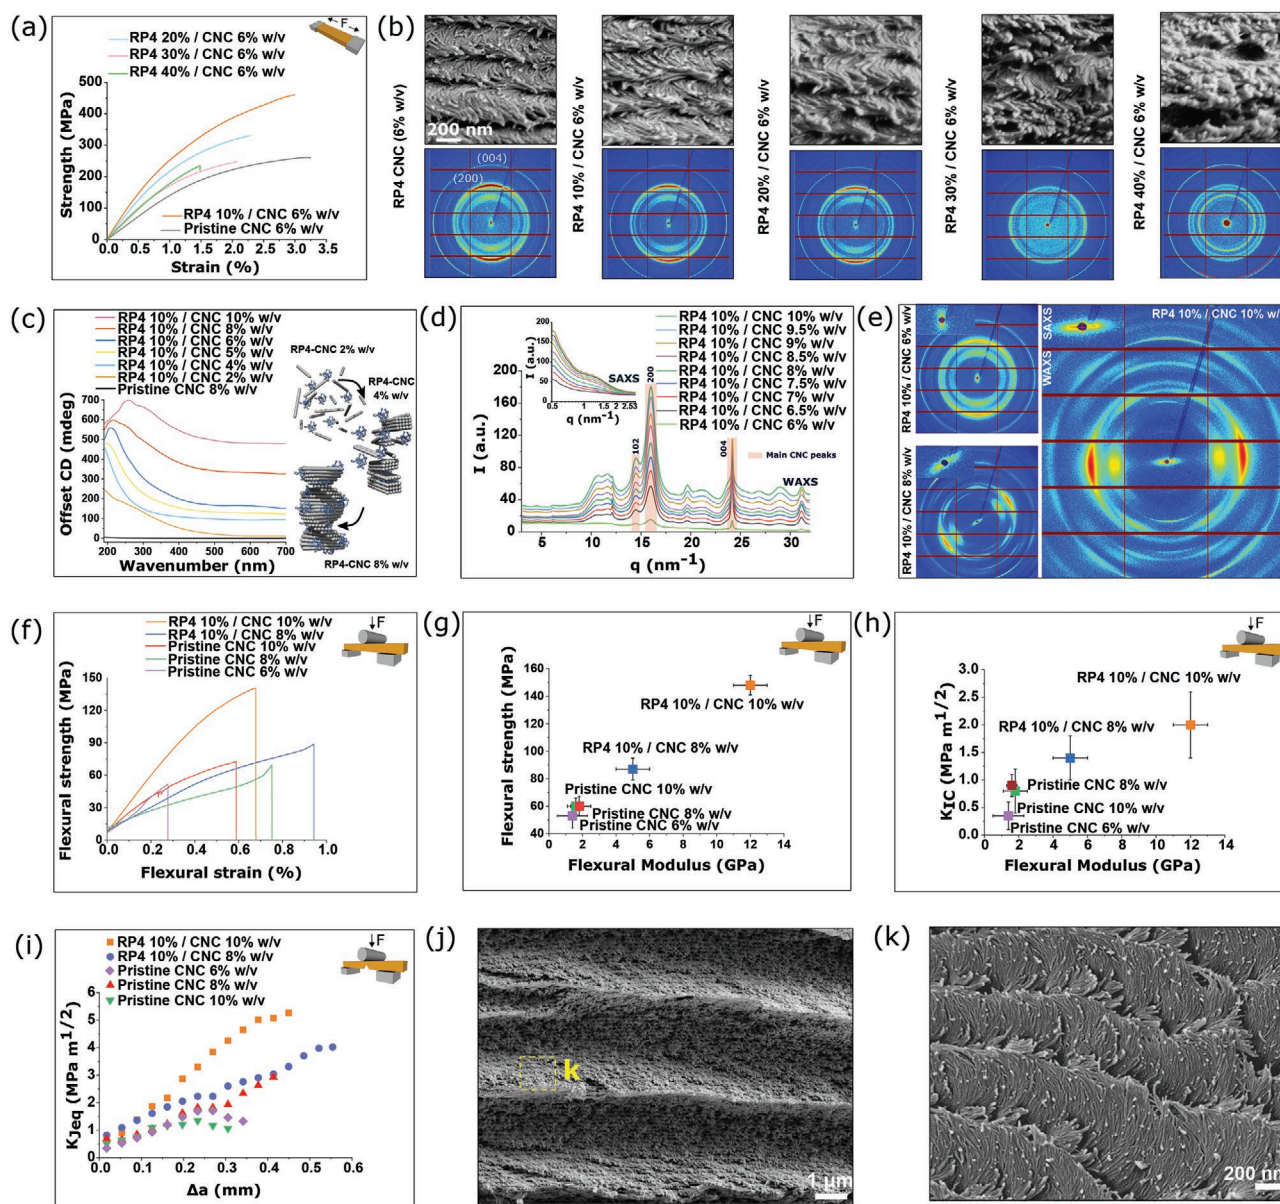 (a)
F
RP4 20% / CNC 6% w/v
RP4 30% / CNC 6% w/v
RP4 40% / CNC 6% w/v
Strength (MPa)
500
400
300
200
100
0
RP4 10% / CNC 6% w/v
Pristine CNC 6% w/v
0.0 0.5 1.0 1.5 2.0 2.5 3.0 3.5
Strain (%)
(b)
RP4 CNC (6% w/v)
200 nm
(004)
(200)
RP4 10% / CNC 6% w/v
RP4 20% / CNC 6% w/v
RP4 30% / CNC 6% w/v
RP4 40% / CNC 6% w/v
(c)
RP4 10% / CNC 10% w/v
RP4 10% / CNC 8% w/v
RP4 10% / CNC 6% w/v
RP4 10% / CNC 5% w/v
RP4 10% / CNC 4% w/v
RP4 10% / CNC 2% w/v
Pristine CNC 8% w/v
Offset CD (mdeg)
700
600
500
400
300
200
100
0
200 300 400 500 600 700
Wavenumber (nm)
RP4-CNC 2% w/v
RP4-CNC
4% w/v
RP4-CNC 8% w/v
(d)
RP4 10% / CNC 10% w/v
RP4 10% / CNC 9.5% w/v
RP4 10% / CNC 9% w/v
RP4 10% / CNC 8.5% w/v
RP4 10% / CNC 8% w/v
RP4 10% / CNC 7.5% w/v
RP4 10% / CNC 7% w/v
RP4 10% / CNC 6.5% w/v
RP4 10% / CNC 6% w/v
I (a.u.)
200
150
100
50
0
SAXS
0.5 1 1.5 2 2.53
q (nm-1)
I (a.u.)
200
160
120
80
40
0
102
200
004
Main CNC peaks
WAXS
5 10 15 20 25 30
q (nm-1)
(e)
RP4 10% / CNC 6% w/v
RP4 10% / CNC 8% w/v
SAXS
WAXS
RP4 10% / CNC 10% w/
(f)
F
RP4 10% / CNC 10% w/v
RP4 10% / CNC 8% w/v
Pristine CNC 10% w/v
Pristine CNC 8% w/v
Pristine CNC 6% w/v
Flexural strength (MPa)
150
120
90
60
30
0
0.0 0.2 0.4 0.6 0.8 1.0
Flexural strain (%)
(g)
F
Flexural strength (MPa)
160
140
120
100
80
60
40
RP4 10% / CNC 10% w/v
RP4 10% / CNC 8% w/v
Pristine CNC 10% w/v
Pristine CNC 8% w/v
Pristine CNC 6% w/v
0 2 4 6 8 10 12 14
Flexural Modulus (GPa)
(h)
F
KIC (MPa m1/2)
3.0
2.5
2.0
1.5
1.0
0.5
0.0
RP4 10% / CNC 10% w/v
RP4 10% / CNC 8% w/v
Pristine CNC 8% w/v
Pristine CNC 10% w/v
Pristine CNC 6% w/v
0 2 4 6 8 10 12 14
Flexural Modulus (GPa)
(i)
F
RP4 10% / CNC 10% w/v
RP4 10% / CNC 8% w/v
Pristine CNC 6% w/v
Pristine CNC 8% w/v
Pristine CNC 10% w/v
KJeq (MPa m1/2)
6
5
4
3
2
1
0
0.0 0.1 0.2 0.3 0.4 0.5 0.6
Δa (mm)
(j)
k
1 μm
(k)
200 nm